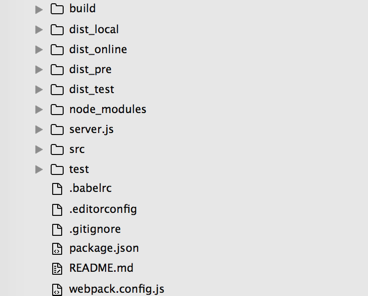 build
dist_local
dist_online
dist_pre
dist_test
node_modules
server.js
src
test
.babelrc
.editorconfig
.gitignore
package.json
README.md
webpack.config.js